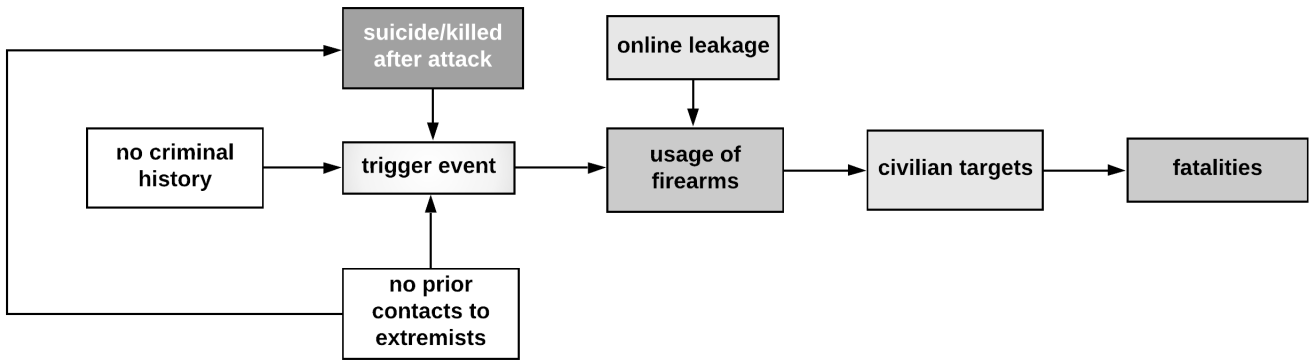 suicide/killed
after attack
online leakage
no criminal
history
trigger event
usage of
firearms
civilian targets
fatalities
no prior
contacts to
extremists